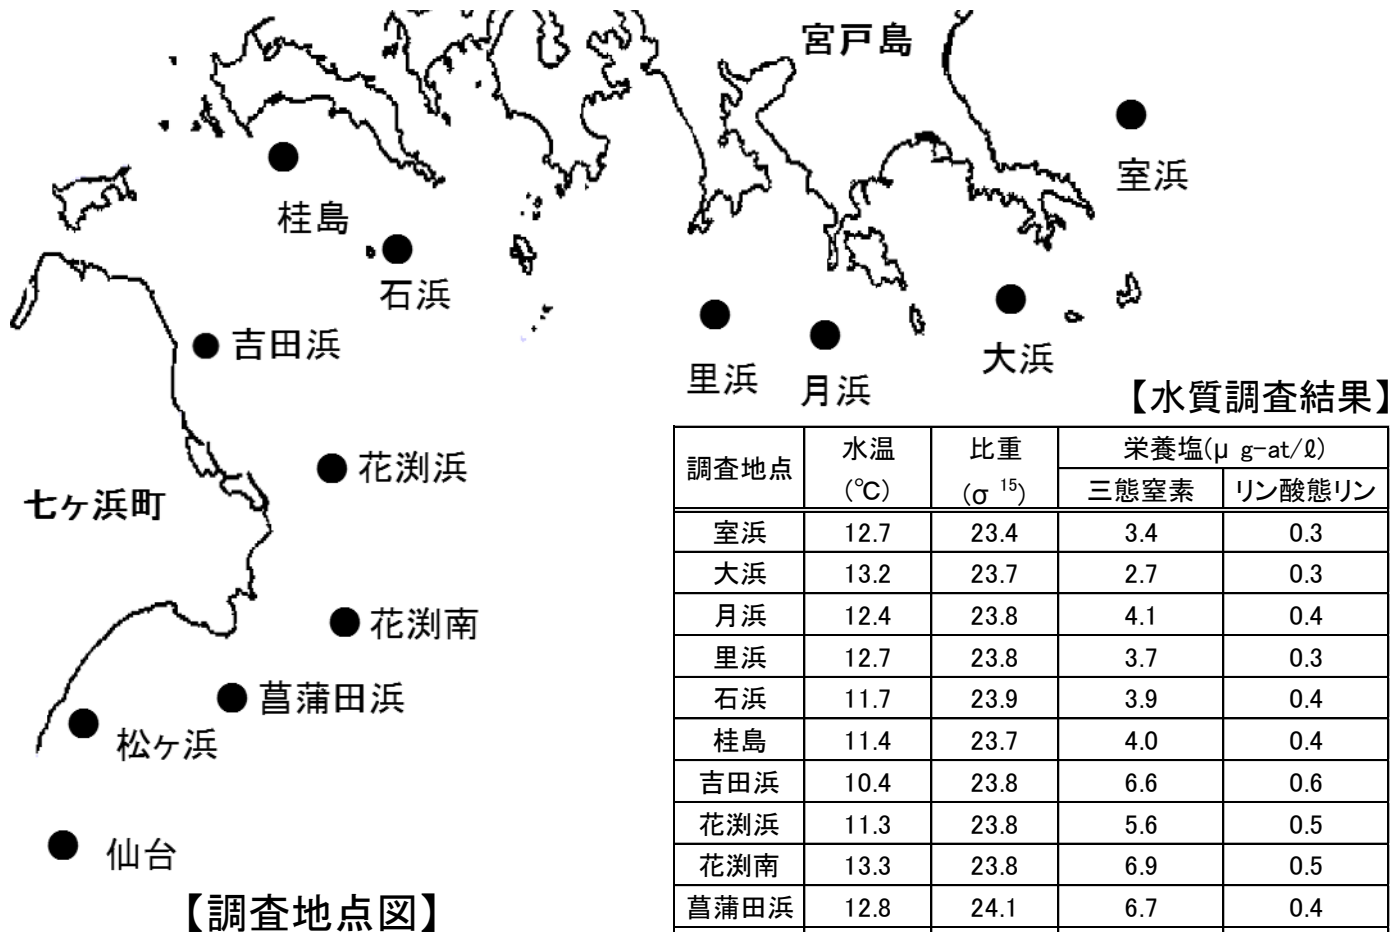 宮戸島
室浜
桂島
石浜
吉田浜
里浜
月浜
大浜
花渕浜
七ヶ浜町
花渕南
菖蒲田浜
松ヶ浜
仙台
【調査地点図】
【水質調査結果】
調査地点 水温(℃) 比重(σ 15) 栄養塩(μ g-at/ℓ)
三態窒素 リン酸態リン
室浜 12.7 23.4 3.4 0.3
大浜 13.2 23.7 2.7 0.3
月浜 12.4 23.8 4.1 0.4
里浜 12.7 23.8 3.7 0.3
石浜 11.7 23.9 3.9 0.4
桂島 11.4 23.7 4.0 0.4
吉田浜 10.4 23.8 6.6 0.6
花渕浜 11.3 23.8 5.6 0.5
花渕南 13.3 23.8 6.9 0.5
菖蒲田浜 12.8 24.1 6.7 0.4